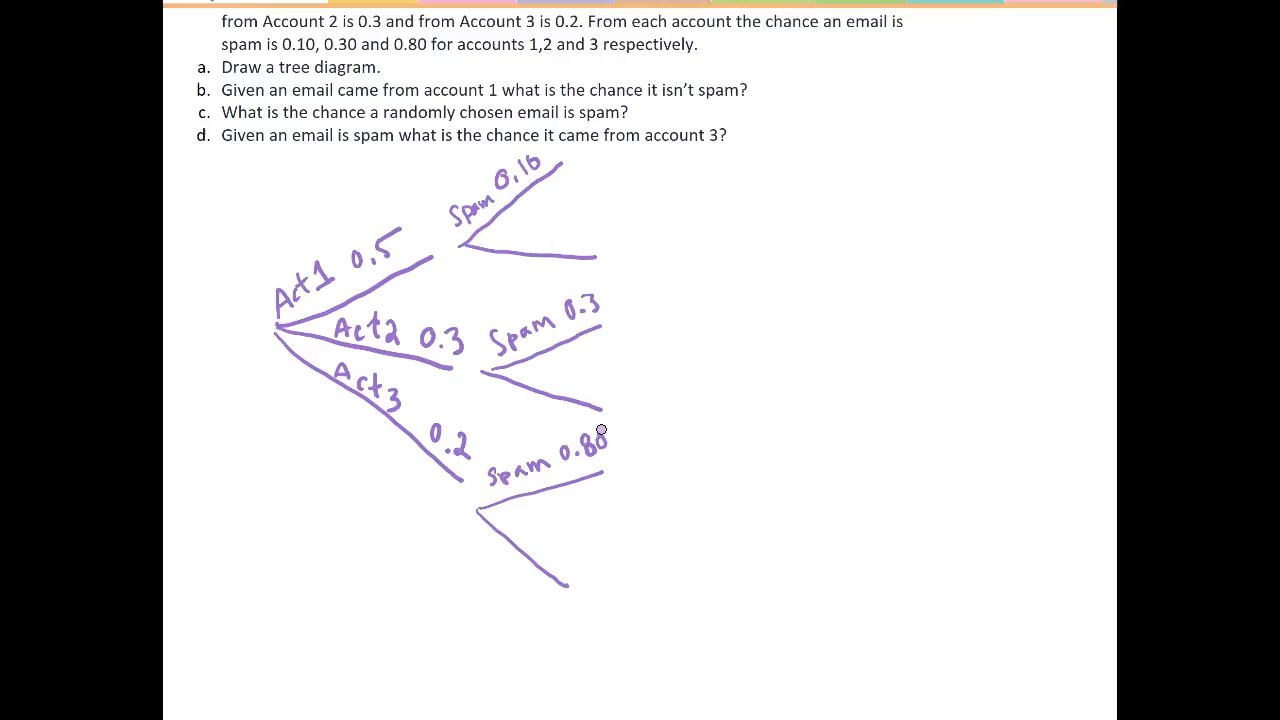 from Account 2 is 0.3 and from Account 3 is 0.2. From each account the chance an email is
spam is 0.10, 0.30 and 0.80 for accounts 1,2 and 3 respectively.
a. Draw a tree diagram.
b. Given an email came from account 1 what is the chance it isn’t spam?
c. What is the chance a randomly chosen email is spam?
d. Given an email is spam what is the chance it came from account 3?
Spam 0.10
Act1 0.5
Spam 0.3
Act2 0.3
Act3
0.2
Spam 0.80